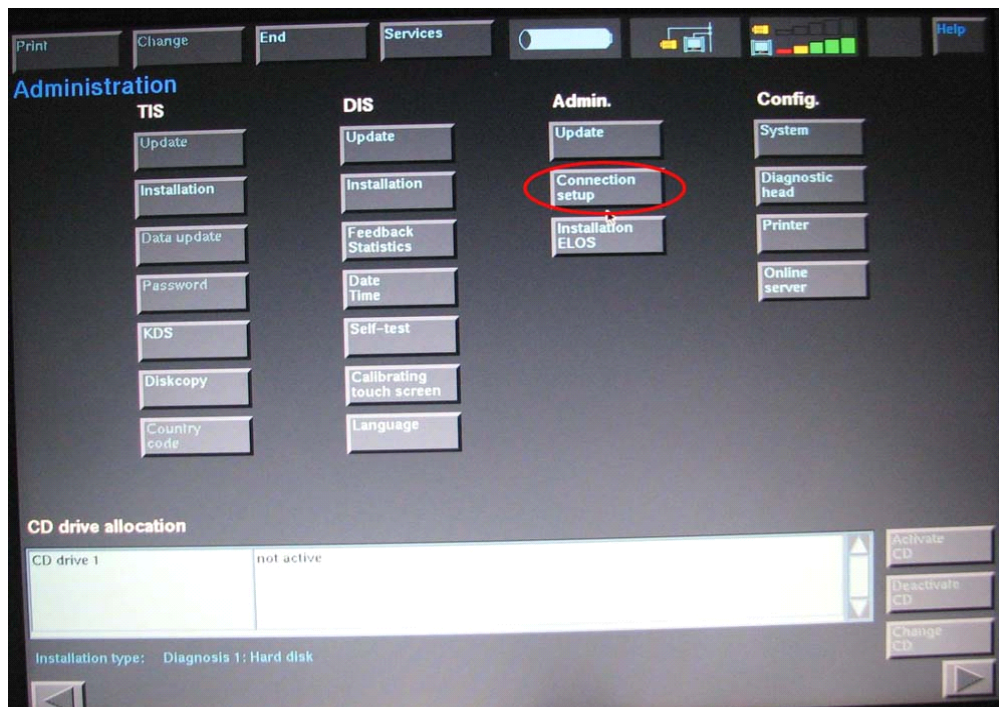 Print
Change
End
Services
Help
Administration
TIS
DIS
Admin.
Config.
Update
Update
Update
System
Installation
Installation
Connection
setup
Diagnostic
head
Data update
Feedback
Statistics
Installation
ELOS
Printer
Password
Date
Time
Online
server
KDS
Self-test
Diskcopy
Calibrating
touch screen
Country
code
Language
CD drive allocation
CD drive 1
not active
Activate
CD
Deactivate
CD
Change
CD
Installation type: Diagnosis 1: Hard disk